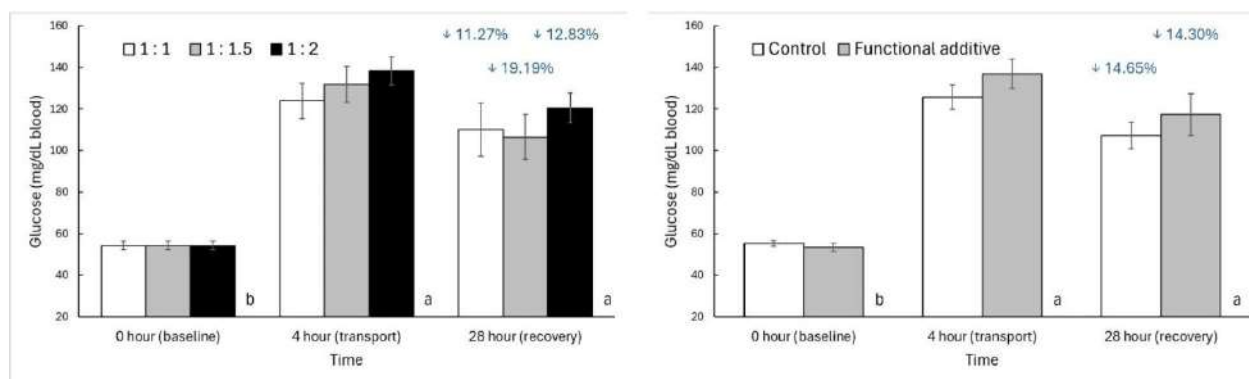 160
140
120
100
80
60
40
20
Glucose (mg/dL blood)
1 : 1 1 : 1.5 1 : 2
↓ 11.27% ↓ 12.83%
↓ 19.19%
b a a
0 hour (baseline) 4 hour (transport) 28 hour (recovery)
Time
160
140
120
100
80
60
40
20
Glucose (mg/dL blood)
Control Functional additive
↓ 14.30%
↓ 14.65%
b a a
0 hour (baseline) 4 hour (transport) 28 hour (recovery)
Time